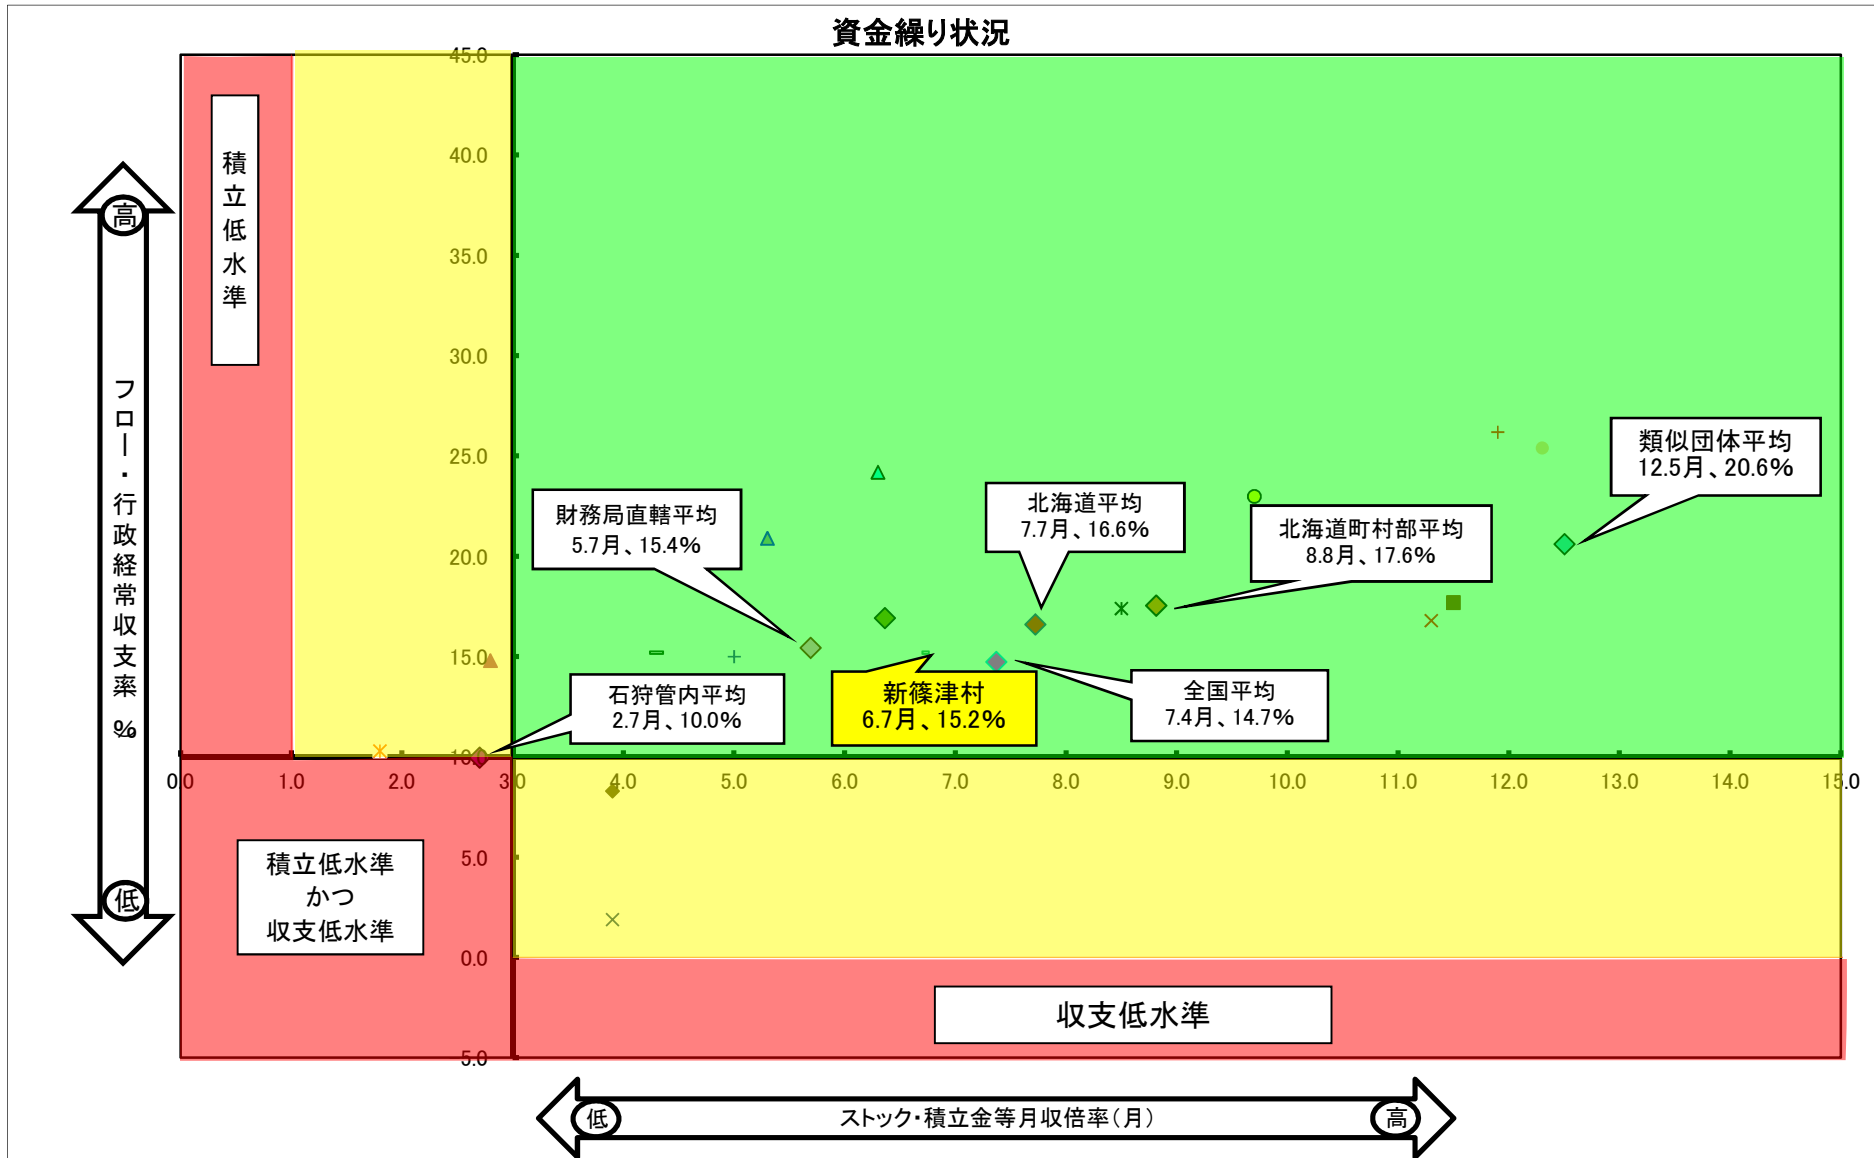 資金繰り状況
45.0
40.0
35.0
30.0
25.0
20.0
15.0
10.0
5.0
0.0
5.0
0.0
1.0
2.0
3.0
4.0
5.0
6.0
7.0
8.0
9.0
10.0
11.0
12.0
13.0
14.0
15.0
積立低水準
高
フロー・行政経常収支率 %
低
類似団体平均
12.5月、20.6%
北海道平均
7.7月、16.6%
財務局直轄平均
5.7月、15.4%
北海道町村部平均
8.8月、17.6%
石狩管内平均
2.7月、10.0%
新篠津村
6.7月、15.2%
全国平均
7.4月、14.7%
積立低水準
かつ
収支低水準
収支低水準
低
ストック・積立金等月収倍率(月)
高